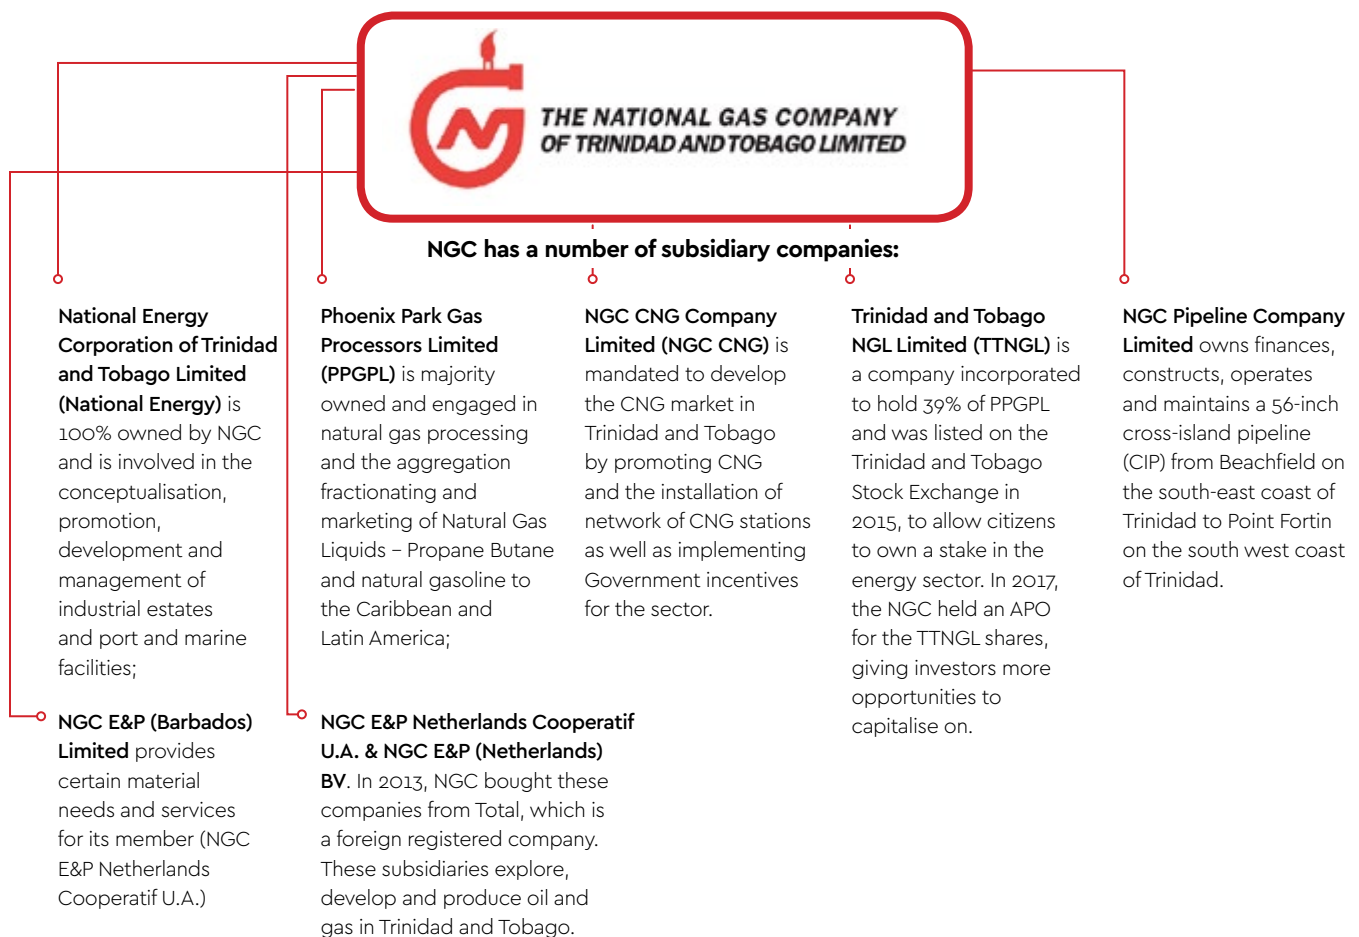 THE NATIONAL GAS COMPANY
OF TRINIDAD AND TOBAGO LIMITED
NGC has a number of subsidiary companies:
National Energy
Corporation of Trinidad
and Tobago Limited
(National Energy) is
100% owned by NGC
and is involved in the
conceptualisation,
promotion,
development and
management of
industrial estates
and port and marine
facilities;
Phoenix Park Gas
Processors Limited
(PPGPL) is majority
owned and engaged in
natural gas processing
and the aggregation
fractionating and
marketing of Natural Gas
Liquids – Propane Butane
and natural gasoline to
the Caribbean and
Latin America;
NGC CNG Company
Limited (NGC CNG) is
mandated to develop
the CNG market in
Trinidad and Tobago
by promoting CNG
and the installation of
network of CNG stations
as well as implementing
Government incentives
for the sector.
Trinidad and Tobago
NGL Limited (TTNGL) is
a company incorporated
to hold 39% of PPGPL
and was listed on the
Trinidad and Tobago
Stock Exchange in
2015, to allow citizens
to own a stake in the
energy sector. In 2017,
the NGC held an APO
for the TTNGL shares,
giving investors more
opportunities to
capitalise on.
NGC Pipeline Company
Limited owns finances,
constructs, operates
and maintains a 56-inch
cross-island pipeline
(CIP) from Beachfield on
the south-east coast of
Trinidad to Point Fortin
on the south west coast
of Trinidad.
NGC E&P (Barbados)
Limited provides
certain material
needs and services
for its member (NGC
E&P Netherlands
Cooperatif U.A.)
NGC E&P Netherlands Cooperatif
U.A. & NGC E&P (Netherlands)
BV. In 2013, NGC bought these
companies from Total, which is
a foreign registered company.
These subsidiaries explore,
develop and produce oil and
gas in Trinidad and Tobago.